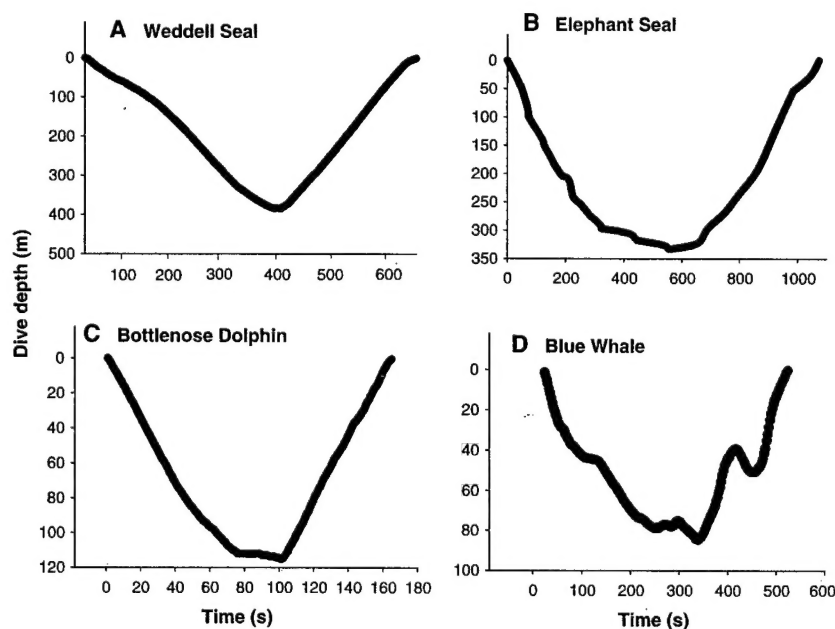 A Weddell Seal
0
100
200
300
400
500
100 200 300 400 500 600
B Elephant Seal
0
50
100
150
200
250
300
350
0 200 400 600 800 1000
Dive depth (m)
C Bottlenose Dolphin
0
20
40
60
80
100
120
0 20 40 60 80 100 120 140 160 180
Time (s)
D Blue Whale
0
20
40
60
80
100
0 100 200 300 400 500 600
Time (s)